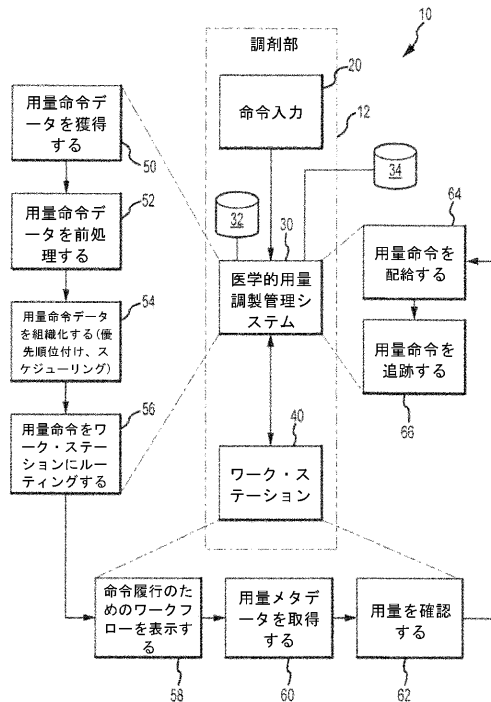 10
調剤部
20
命令入力
12
34
32
30
医学的用量
調製管理シ
ステム
40
ワーク・ス
テーション
用量命令デ
ータを獲得
する
50
52
用量命令デ
ータを前処
理する
54
用量命令データ
を組織化する(優
先順位付け、ス
ケジューリング)
56
用量命令をワ
ーク・ステー
ションにルー
ティングする
命令履行のた
めのワークフ
ローを表示す
る
58
用量メタデ
ータを取得す
る
60
用量を確認
する
62
64
用量命令を
配給する
用量命令を
追跡する
66